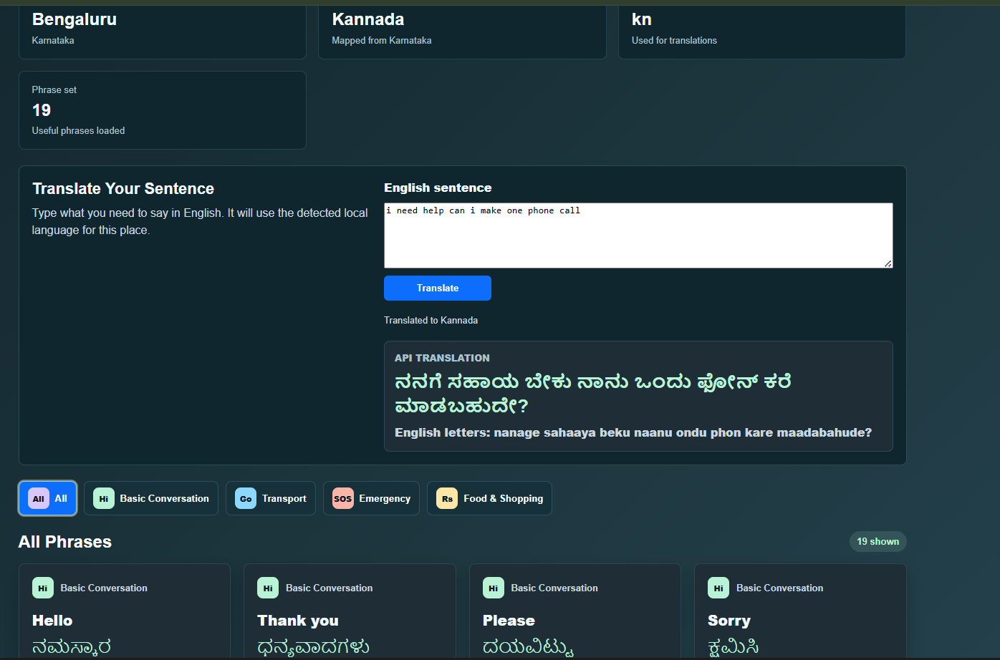 Bengaluru
Karnataka
Kannada
Mapped from Karnataka
kn
Used for translations
Phrase set
19
Useful phrases loaded
Translate Your Sentence
Type what you need to say in English. It will use the detected local
language for this place.
English sentence
i need help can i make one phone call
Translate
Translated to Kannada
API TRANSLATION
ನನಗೆ ಸಹಾಯ ಬೇಕು ನಾನು ಒಂದು ಫೋನ್ ಕರೆ
ಮಾಡಬಹುದೇ?
English letters: nanage sahaaya beku naanu ondu phon kare maadabahude?
All All
Hi Basic Conversation
Go Transport
SOS Emergency
Rs Food & Shopping
All Phrases
19 shown
Hi Basic Conversation
Hello
ನಮಸ್ಕಾರ
Hi Basic Conversation
Thank you
ಧನ್ಯವಾದಗಳು
Hi Basic Conversation
Please
ದಯವಿಟ್ಟು
Hi Basic Conversation
Sorry
ಕ್ಷಮಿಸಿ